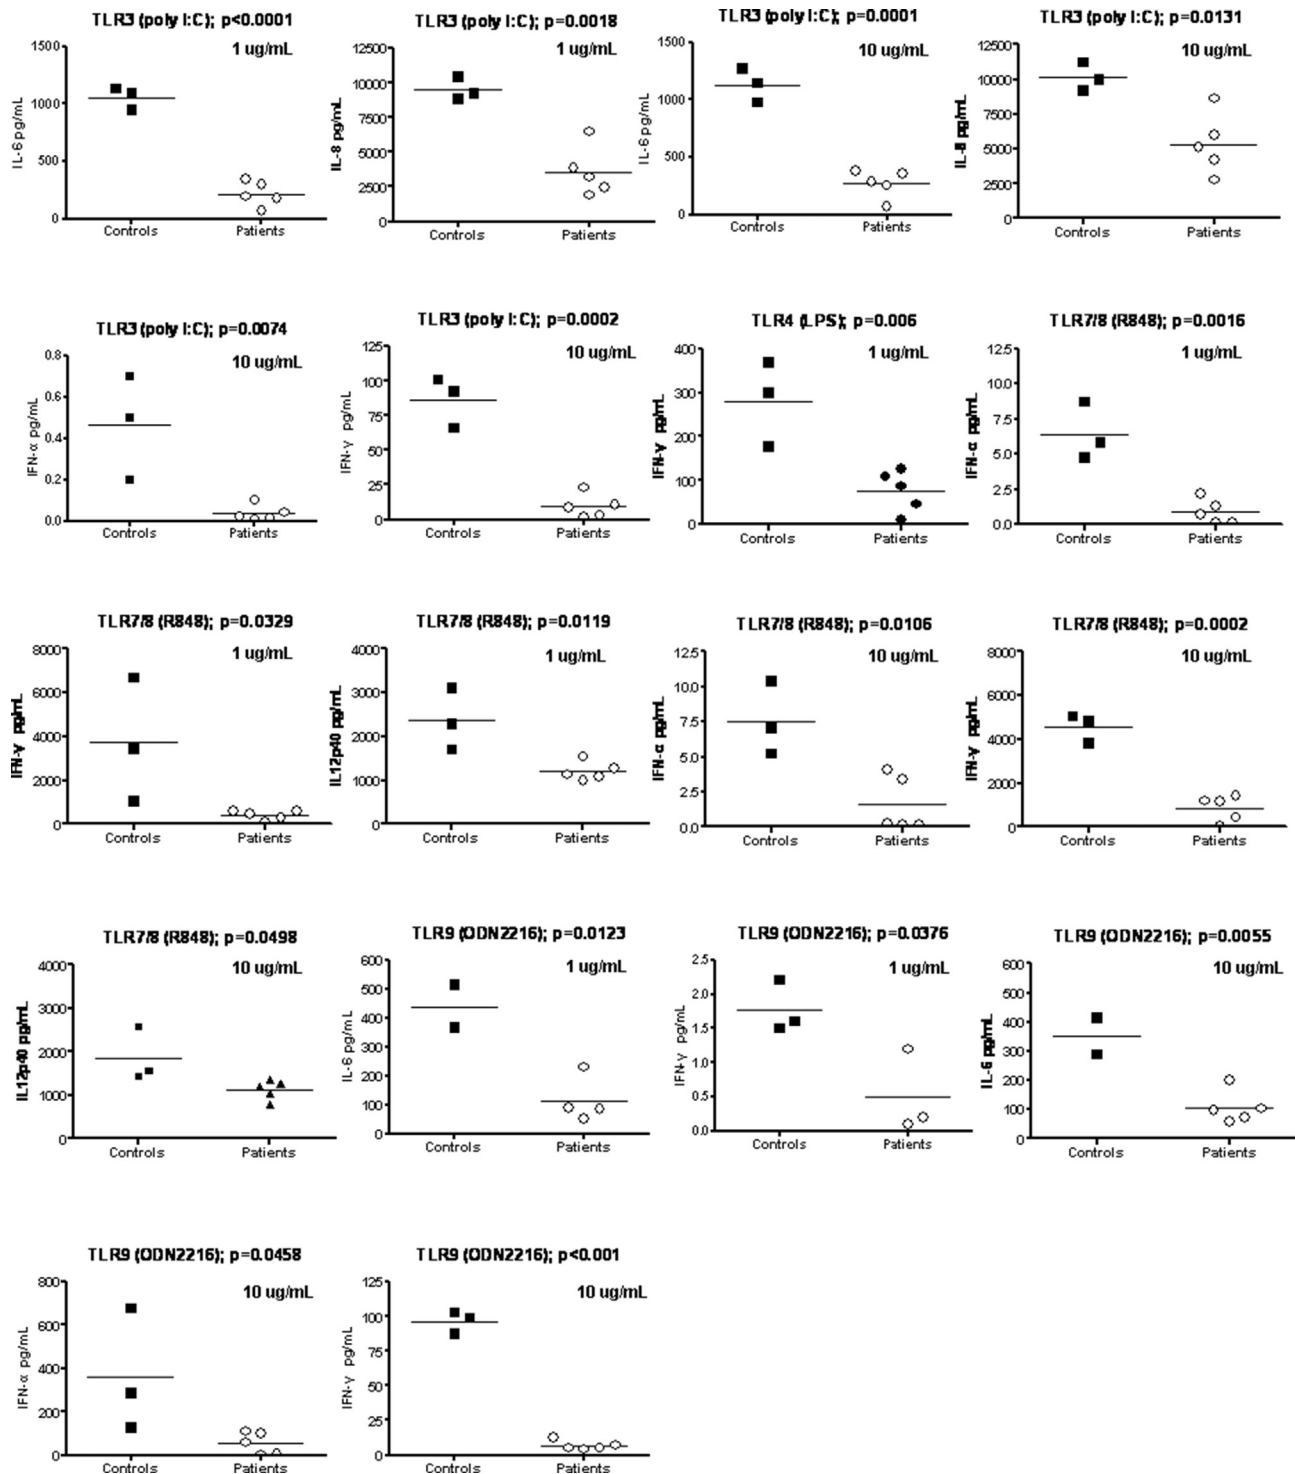 TLR3 (poly I:C); p<0.0001
1 ug/mL
IL-6 pg/mL
1500
1000
500
0
Controls Patients
TLR3 (poly I:C); p=0.0018
1 ug/mL
IL-8 pg/mL
12500
10000
7500
5000
2500
0
Controls Patients
TLR3 (poly I:C); p=0.0001
10 ug/mL
IL-6 pg/mL
1500
1000
500
0
Controls Patients
TLR3 (poly I:C); p=0.0131
10 ug/mL
IL-8 pg/mL
12500
10000
7500
5000
2500
0
Controls Patients
TLR3 (poly I:C); p=0.0074
10 ug/mL
IFN-α pg/mL
0.8
0.6
0.4
0.2
0.0
Controls Patients
TLR3 (poly I:C); p=0.0002
10 ug/mL
IFN-γ pg/mL
125
100
75
50
25
0
Controls Patients
TLR4 (LPS); p=0.006
1 ug/mL
IFN-γ pg/mL
400
300
200
100
0
Controls Patients
TLR7/8 (R848); p=0.0016
1 ug/mL
IFN-α pg/mL
12.5
10.0
7.5
5.0
2.5
0.0
Controls Patients
TLR7/8 (R848); p=0.0329
1 ug/mL
IFN-γ pg/mL
8000
6000
4000
2000
0
Controls Patients
TLR7/8 (R848); p=0.0119
1 ug/mL
IL12p40 pg/mL
4000
3000
2000
1000
0
Controls Patients
TLR7/8 (R848); p=0.0106
10 ug/mL
IFN-α pg/mL
12.5
10.0
7.5
5.0
2.5
0.0
Controls Patients
TLR7/8 (R848); p=0.0002
10 ug/mL
IFN-γ pg/mL
8000
6000
4000
2000
0
Controls Patients
TLR7/8 (R848); p=0.0498
10 ug/mL
IL12p40 pg/mL
4000
3000
2000
1000
0
Controls Patients
TLR9 (ODN2216); p=0.0123
1 ug/mL
IL-6 pg/mL
600
500
400
300
200
100
0
Controls Patients
TLR9 (ODN2216); p=0.0376
1 ug/mL
IFN-γ pg/mL
2.5
2.0
1.5
1.0
0.5
0.0
Controls Patients
TLR9 (ODN2216); p=0.0055
10 ug/mL
IL-6 pg/mL
600
500
400
300
200
100
0
Controls Patients
TLR9 (ODN2216); p=0.0458
10 ug/mL
IFN-α pg/mL
800
600
400
200
0
Controls Patients
TLR9 (ODN2216); p<0.001
10 ug/mL
IFN-γ pg/mL
125
100
75
50
25
0
Controls Patients